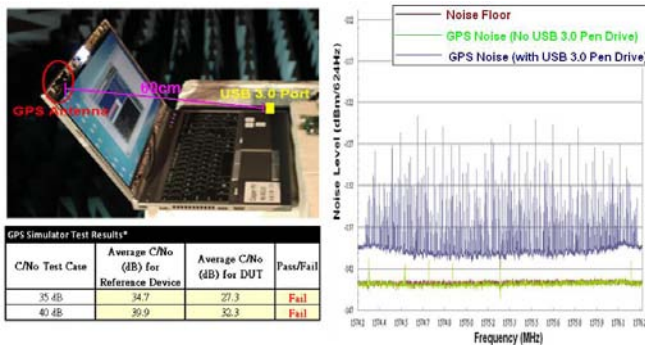 GPS Antenna
USB 3.0 Port
GPS Simulator Test Results*
C/No Test Case
Average C/No (dB) for Reference Device
Average C/No (dB) for DUT
Pass/Fail
35 dB 34.7 27.3 Fail
40 dB 39.9 32.3 Fail
Noise Floor
GPS Noise (No USB 3.0 Pen Drive)
GPS Noise (with USB 3.0 Pen Drive)
Noise Level (dBm/624Hz)
Frequency (MHz)